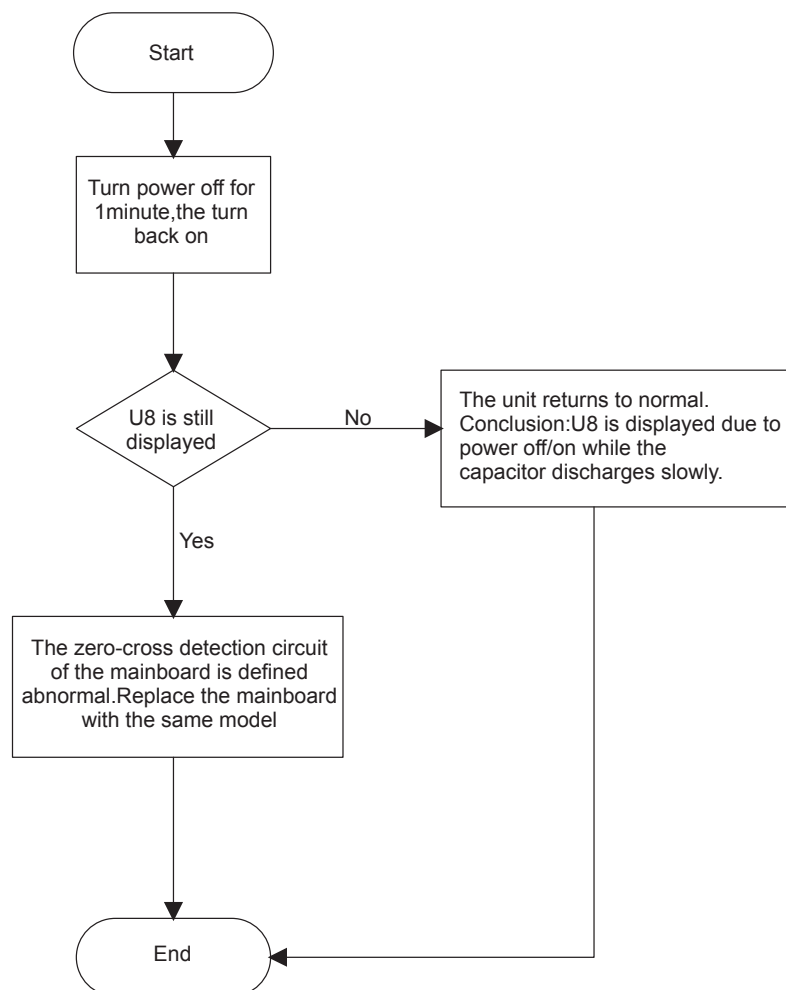 Start
Turn power off for
1minute,the turn
back on
U8 is still
displayed
No
The unit returns to normal.
Conclusion:U8 is displayed due to
power off/on while the
capacitor discharges slowly.
Yes
The zero-cross detection circuit
of the mainboard is defined
abnormal.Replace the mainboard
with the same model
End